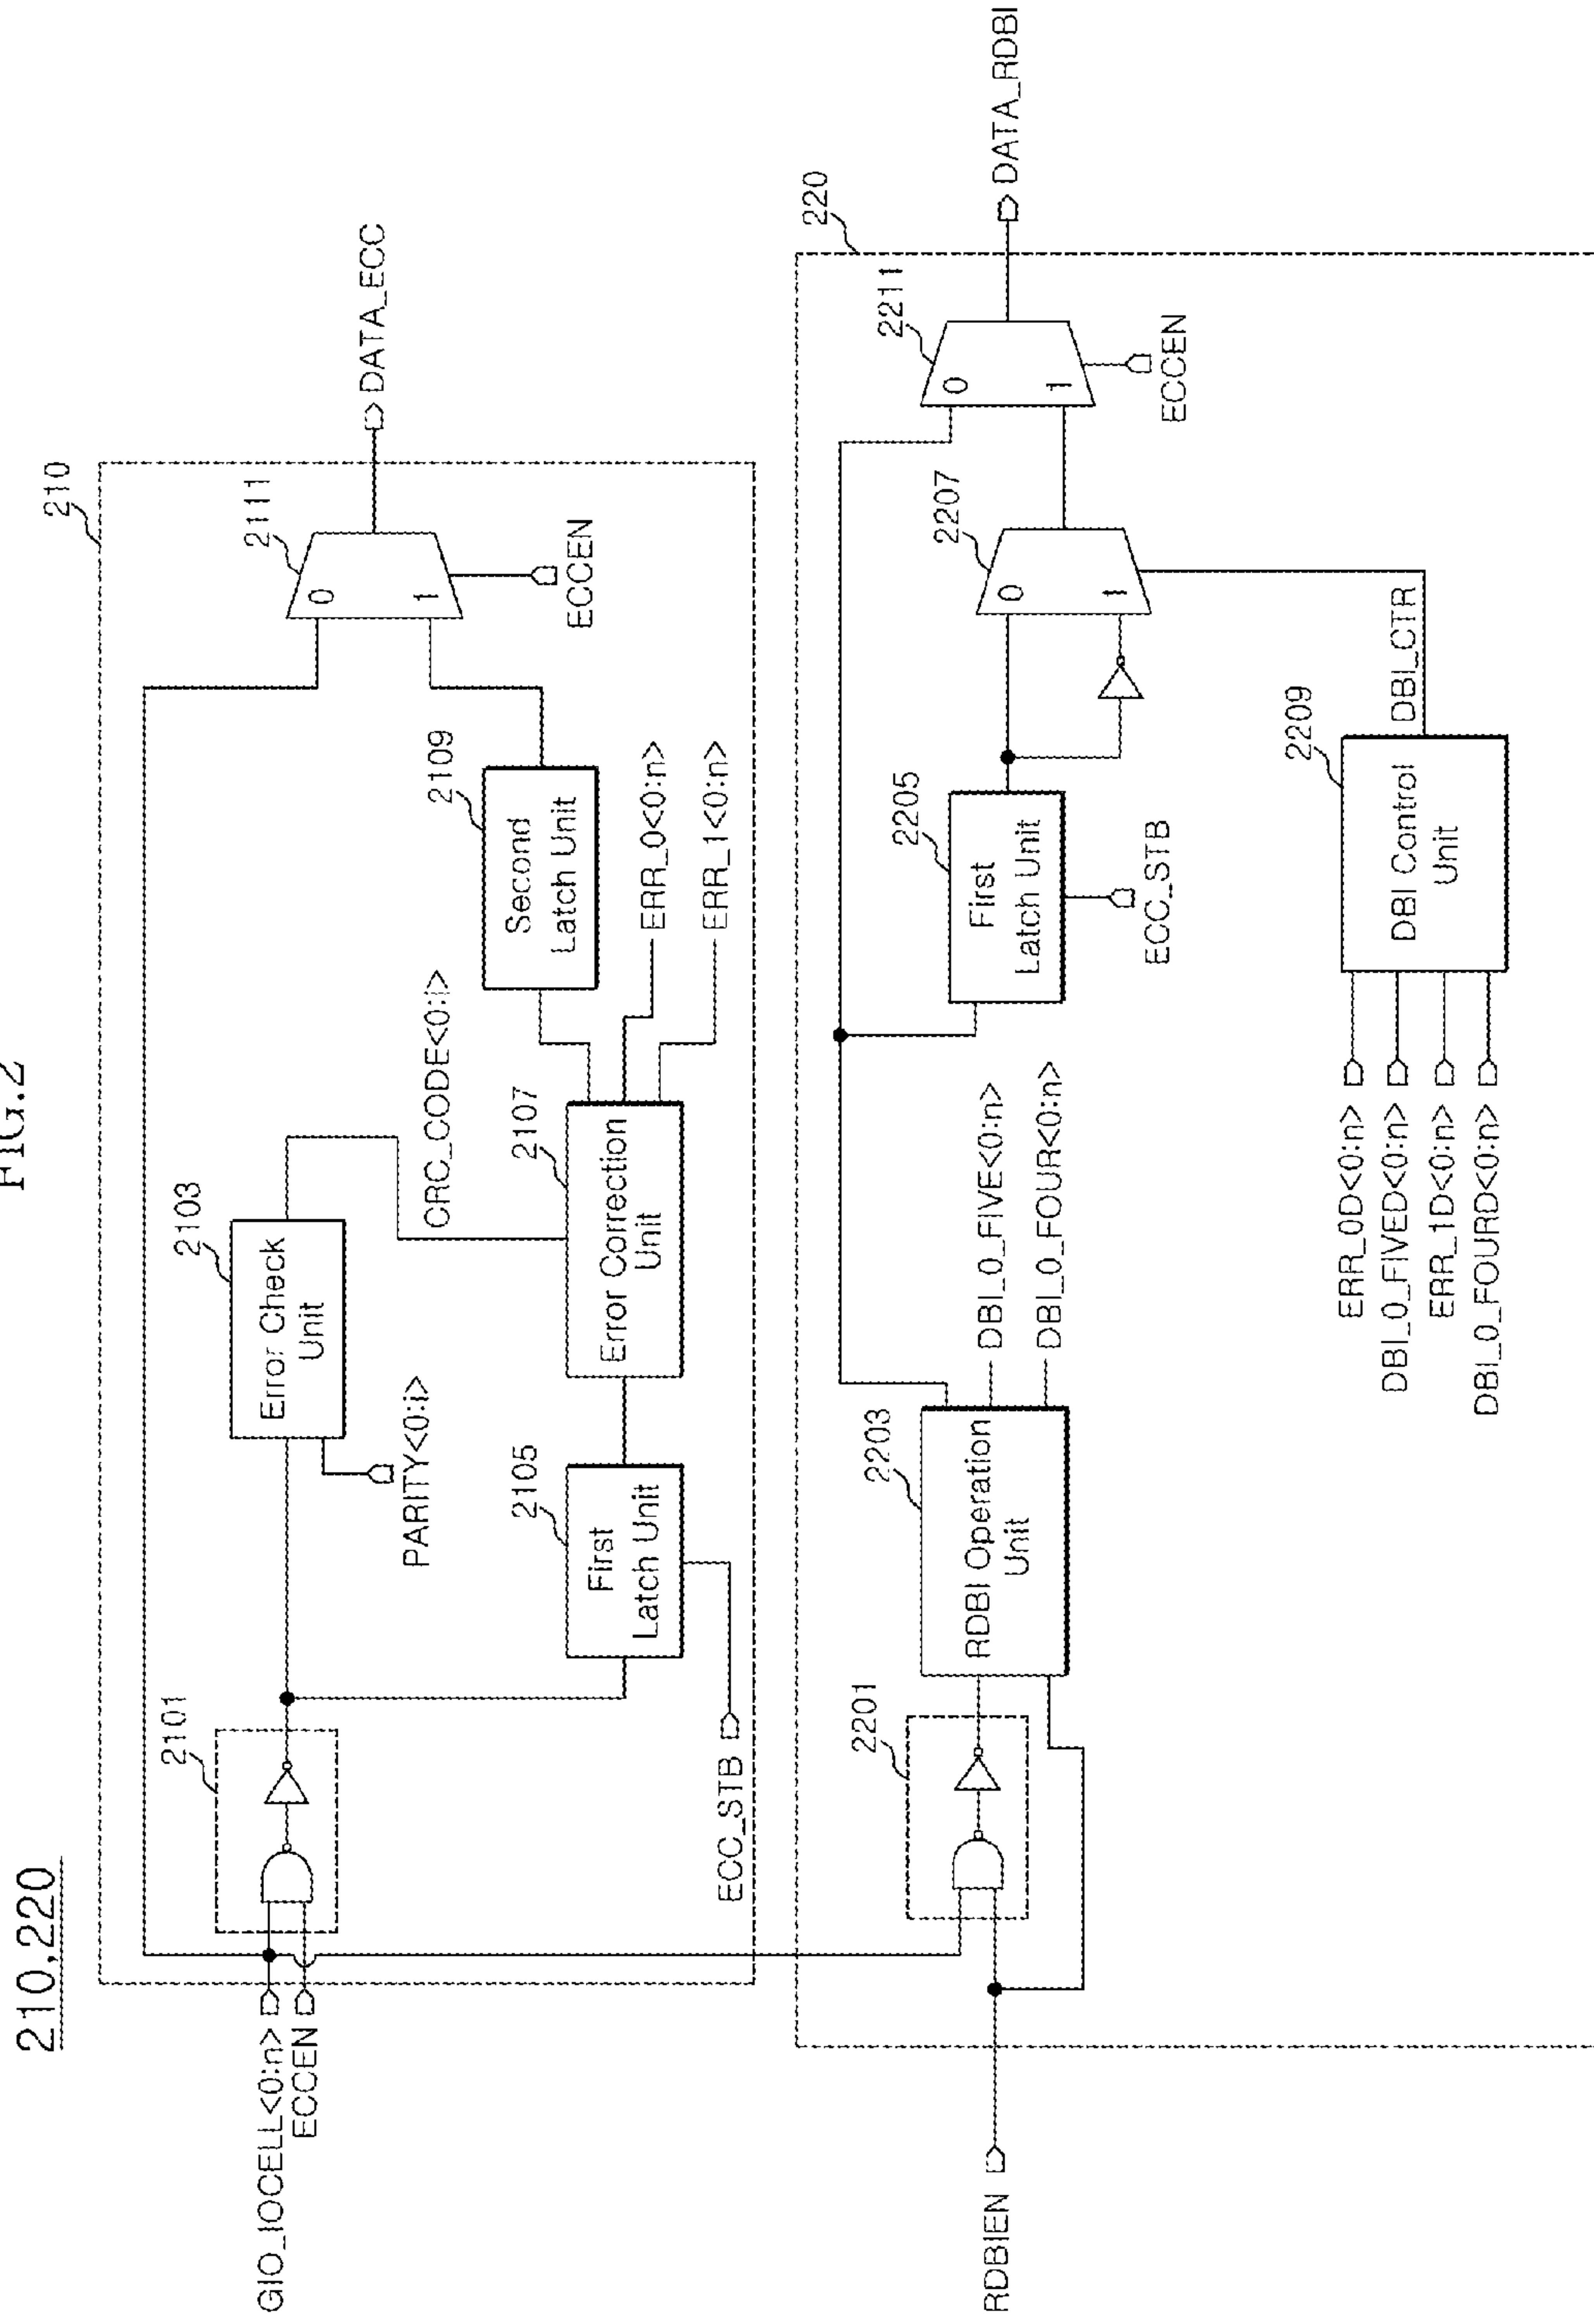 FIG.2
210,220
210
GIO_IOCELL<0:n>
ECCEN
2101
2103
Error Check
Unit
PARITY<0:i>
CRC_CODE<0:i>
2105
First
Latch Unit
ECC_STB
2107
Error Correction
Unit
ERR_0<0:n>
ERR_1<0:n>
2109
Second
Latch Unit
2111
0
1
ECCEN
DATA_ECC
220
RDBIEN
2201
2203
RDBI Operation
Unit
DBI_0_FIVE<0:n>
DBI_0_FOUR<0:n>
2205
First
Latch Unit
ECC_STB
2207
0
1
2211
0
1
ECCEN
DATA_RDBI
ERR_0D<0:n>
DBI_0_FIVED<0:n>
ERR_1D<0:n>
DBI_0_FOURD<0:n>
2209
DBI Control
Unit
DBI_CTR